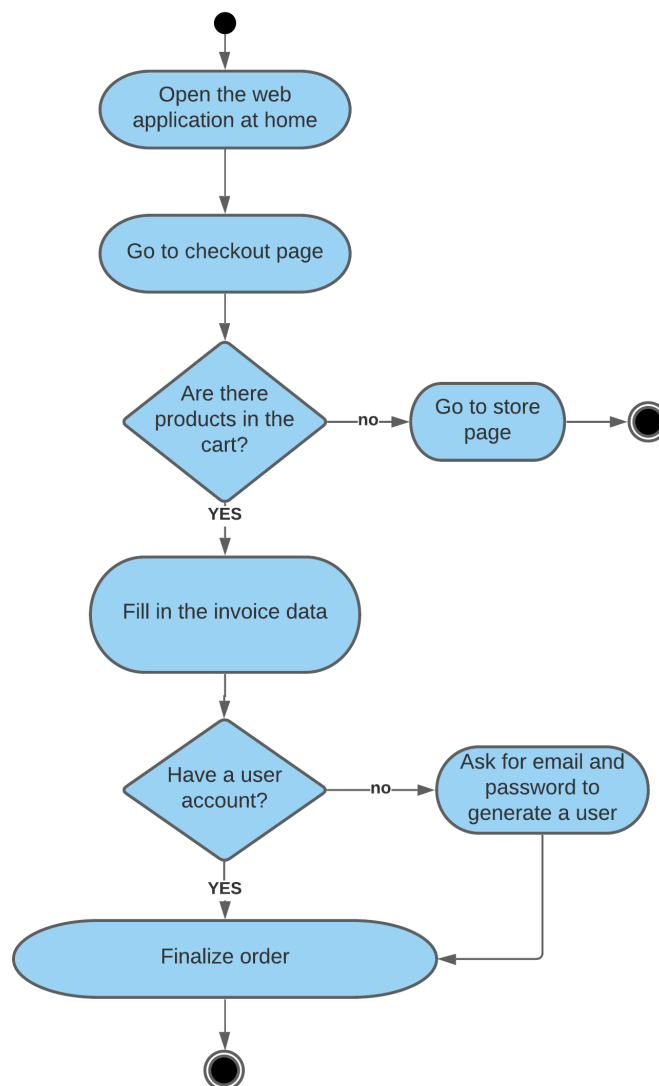 Open the web
application at home
Go to checkout page
Are there
products in the
cart?
no
Go to store
page
YES
Fill in the invoice data
Have a user
account?
no
Ask for email and
password to
generate a user
YES
Finalize order